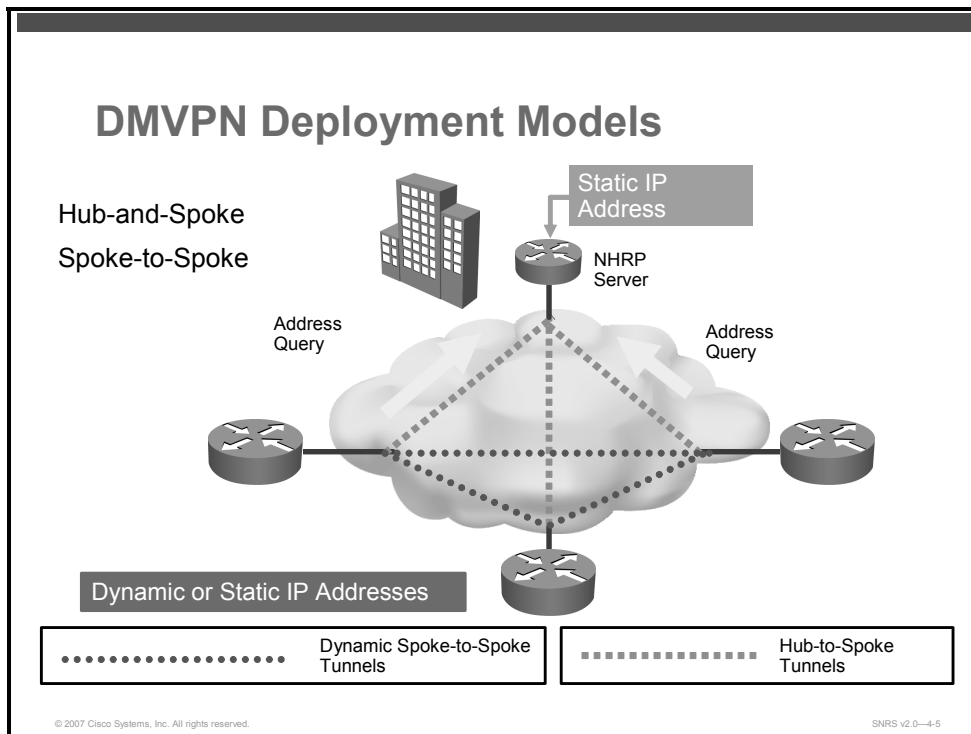 DMVPN Deployment Models
Hub-and-Spoke
Spoke-to-Spoke
Static IP
Address
NHRP
Server
Address
Query
Address
Query
Dynamic or Static IP Addresses
Dynamic Spoke-to-Spoke
Tunnels
Hub-to-Spoke
Tunnels
© 2007 Cisco Systems, Inc. All rights reserved.
SNRS v2.0—4-5